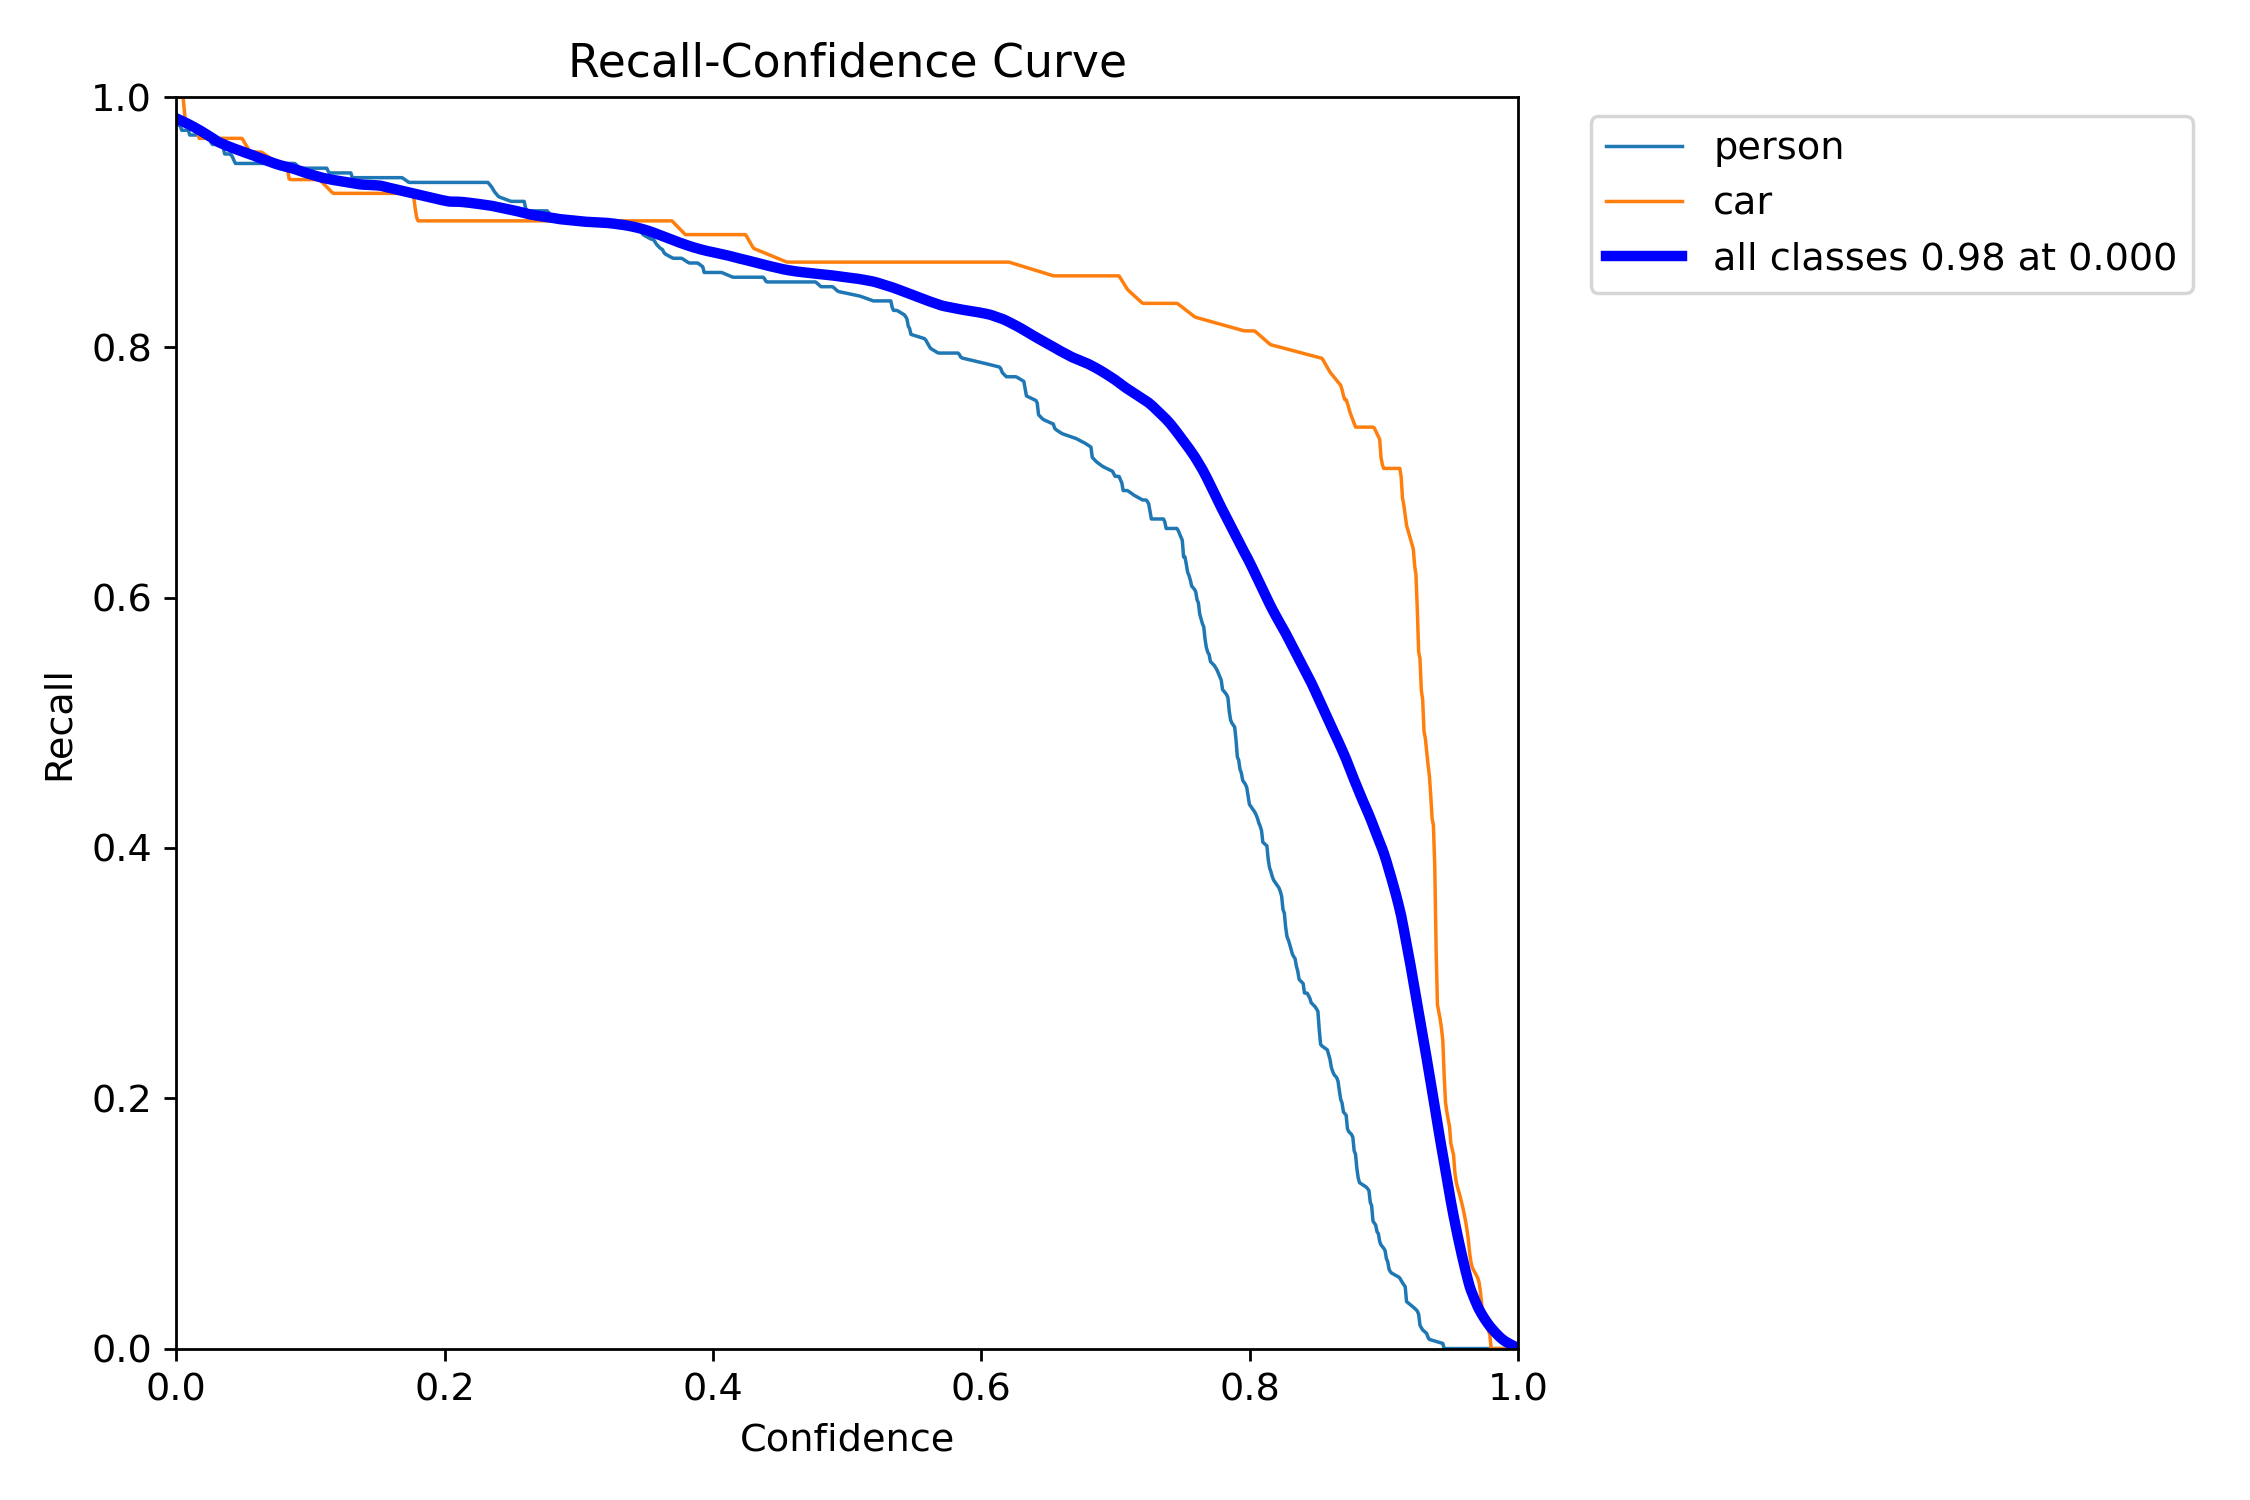 Recall-Confidence Curve
1.0
0.8
0.6
0.4
0.2
0.0
Recall
0.0 0.2 0.4 0.6 0.8 1.0
Confidence
person
car
all classes 0.98 at 0.000